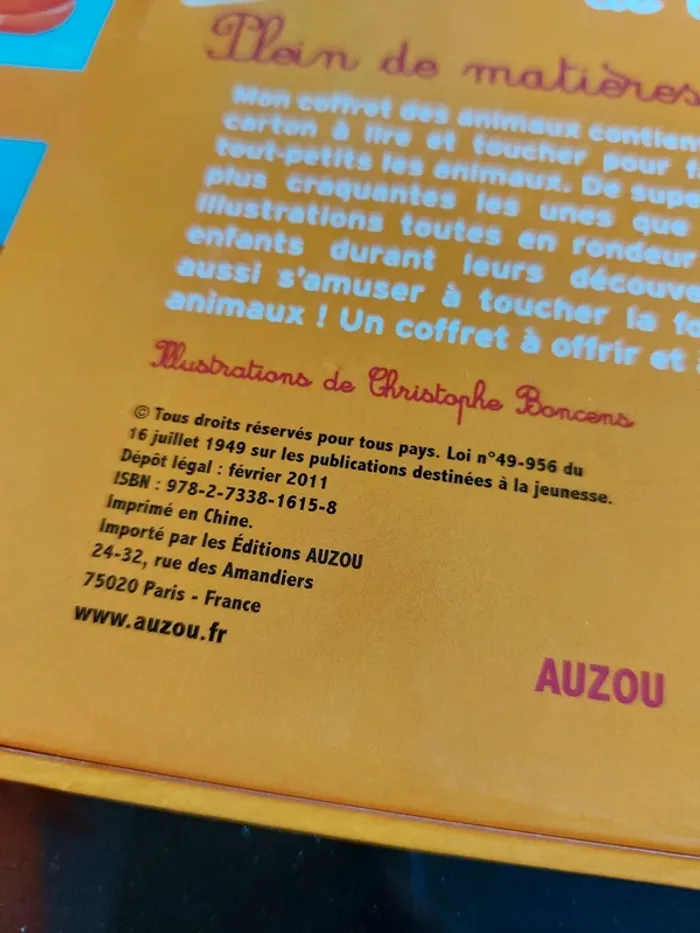 Plein de matières
Mon coffret des animaux contient
carton à lire et toucher pour
tout-petits les animaux. De supe
plus craquantes les unes que
illustrations toutes en rondeur
enfants durant leurs découve
aussi s'amuser à toucher la fo
animaux ! Un coffret à offrir et à
Illustrations de Christophe Boncens
© Tous droits réservés pour tous pays. Loi n°49-956 du
16 juillet 1949 sur les publications destinées à la jeunesse.
Dépôt légal : février 2011
ISBN : 978-2-7338-1615-8
Imprimé en Chine.
Importé par les Éditions AUZOU
24-32, rue des Amandiers
75020 Paris - France
www.auzou.fr
AUZOU